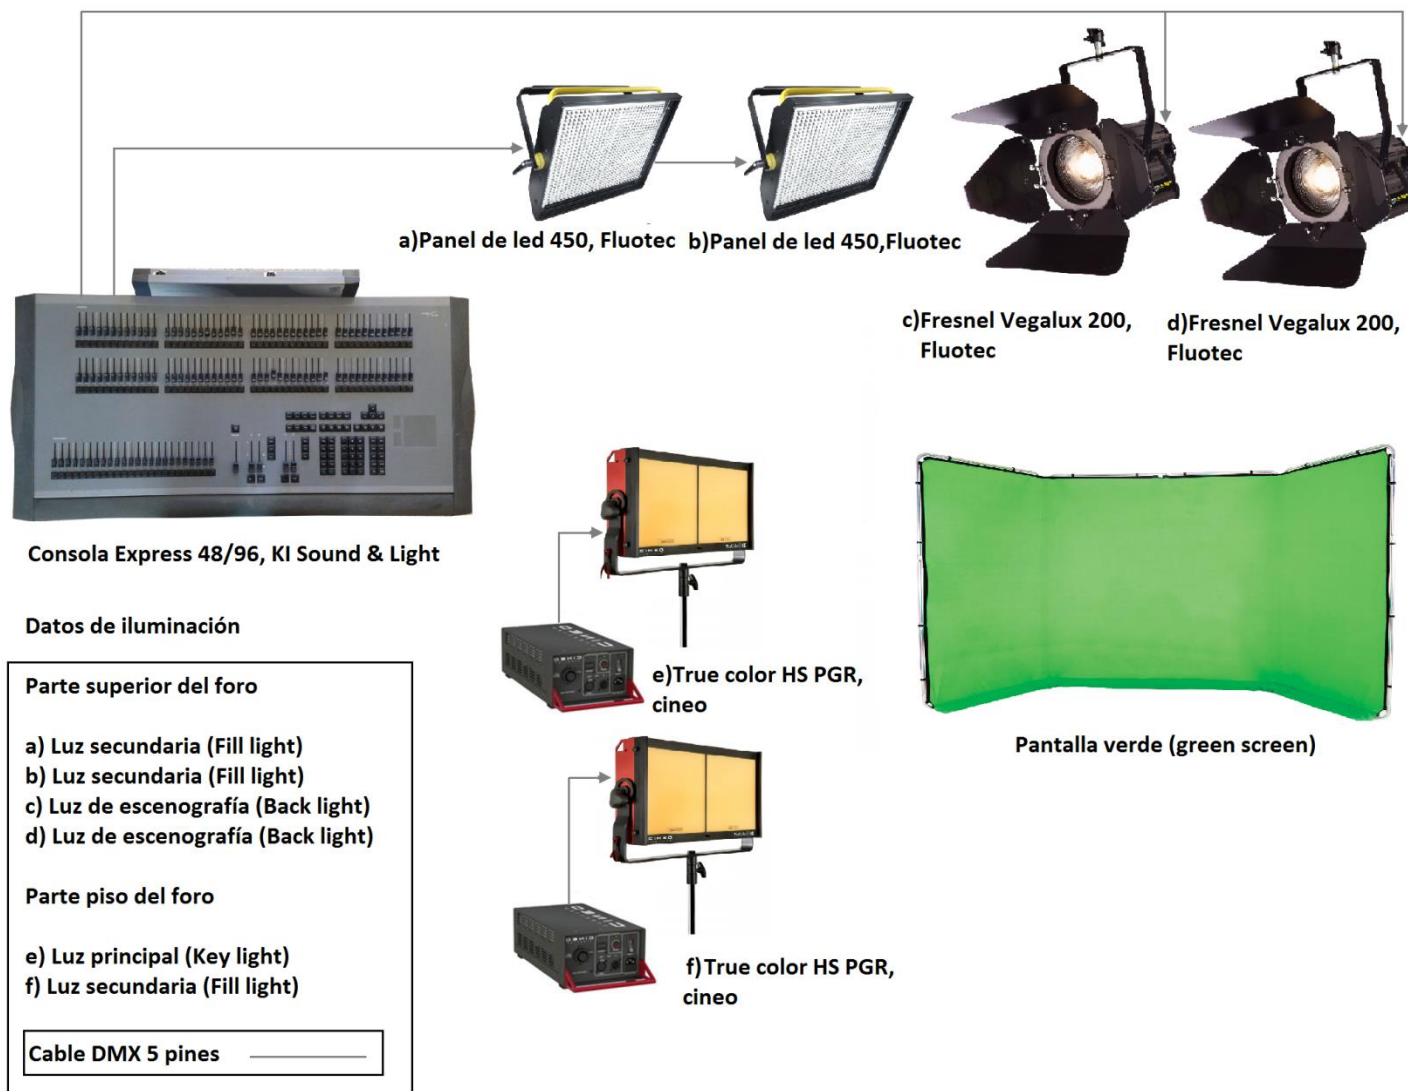 a)Panel de led 450, Fluotec
b)Panel de led 450,Fluotec
c)Fresnel Vegalux 200,
Fluotec
d)Fresnel Vegalux 200,
Fluotec
Consola Express 48/96, KI Sound & Light
e)True color HS PGR,
cineo
Pantalla verde (green screen)
f)True color HS PGR,
cineo
Datos de iluminación
Parte superior del foro
a) Luz secundaria (Fill light)
b) Luz secundaria (Fill light)
c) Luz de escenografía (Back light)
d) Luz de escenografía (Back light)
Parte piso del foro
e) Luz principal (Key light)
f) Luz secundaria (Fill light)
Cable DMX 5 pines